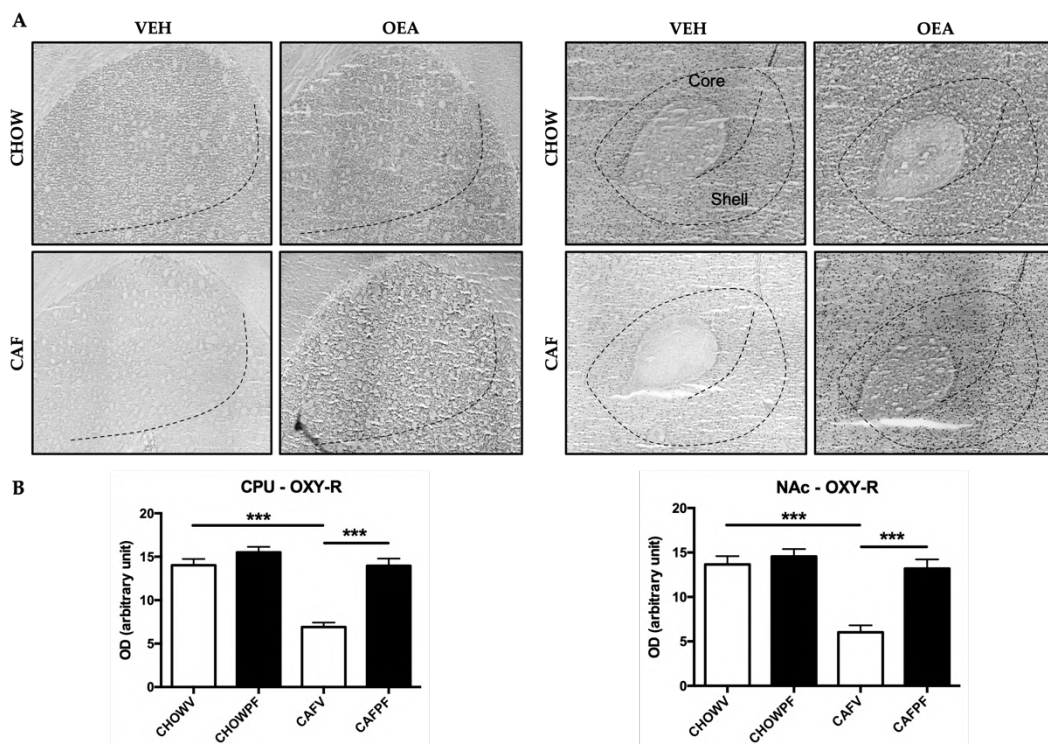 A
VEH
OEA
VEH
OEA
CHOW
Core
Shell
CAF
CAF
CHOW
B
CPU - OXY-R
OD (arbitrary unit)
20
15
10
5
0
***
***
CHOWV
CHOWPF
CAFV
CAFPF
NAc - OXY-R
OD (arbitrary unit)
20
15
10
5
0
***
***
CHOWV
CHOWPF
CAFV
CAFPF